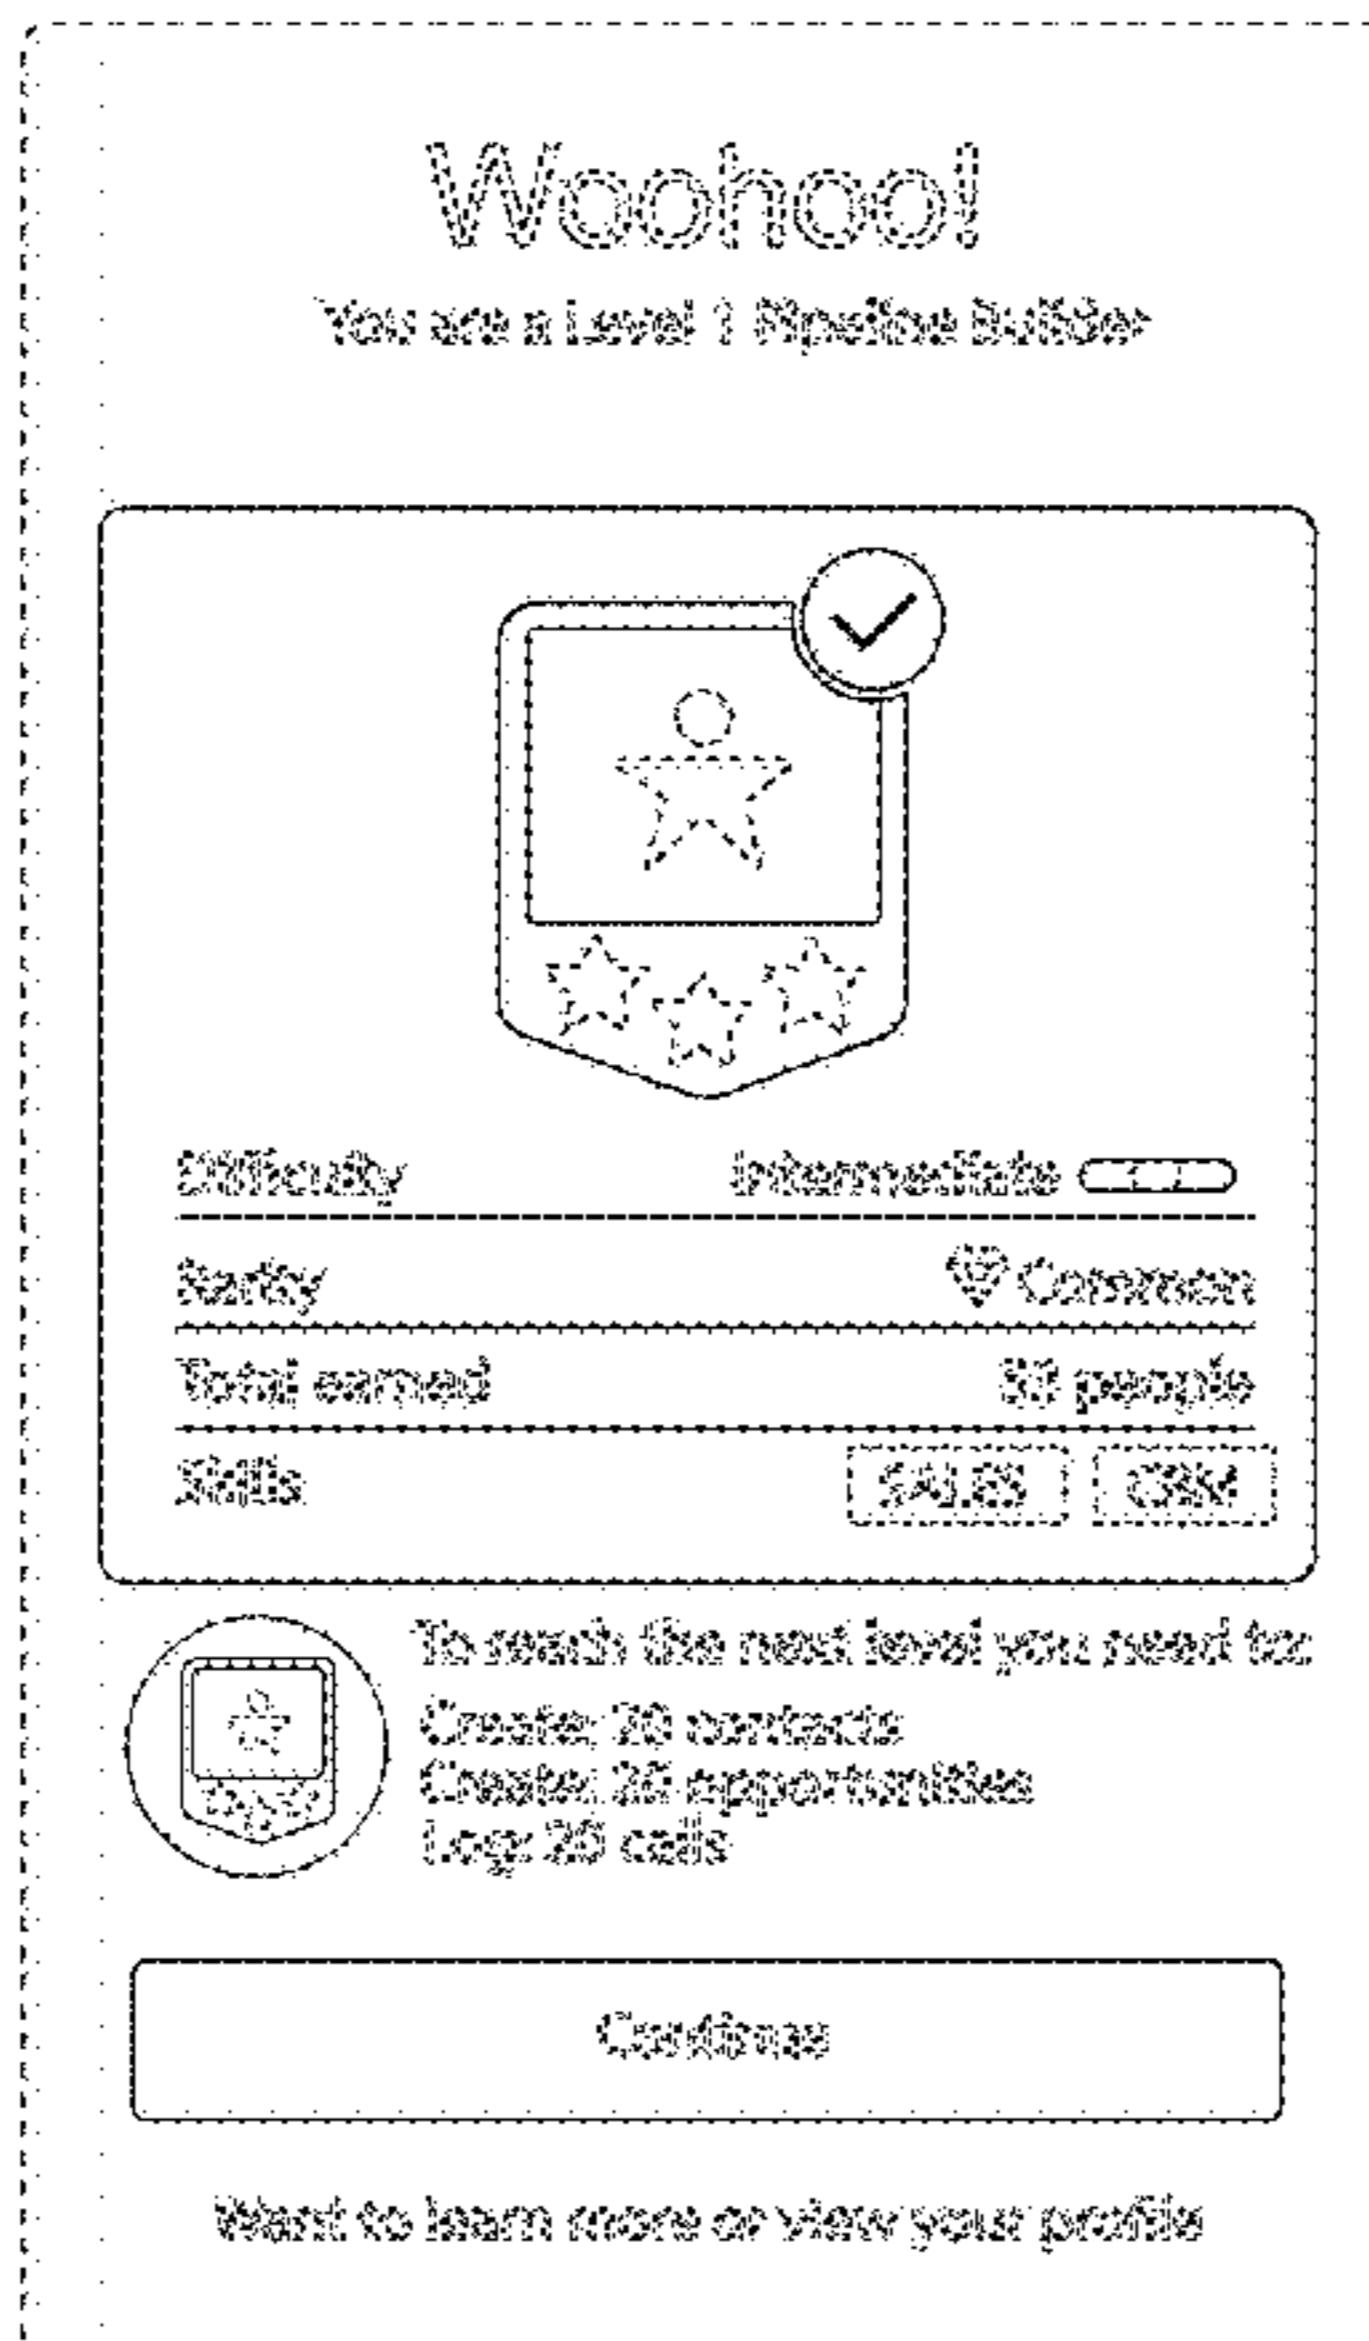 Woohoo!
You are a Level 1 Pipeline Builder
Difficulty Intermediate
Rarity Common
Total earned people
Skills SALES CRM
To reach the next level you need to:
Create: 20 contacts
Create: opportunities
Log: 20 calls
Continue
Want to learn more or view your profile